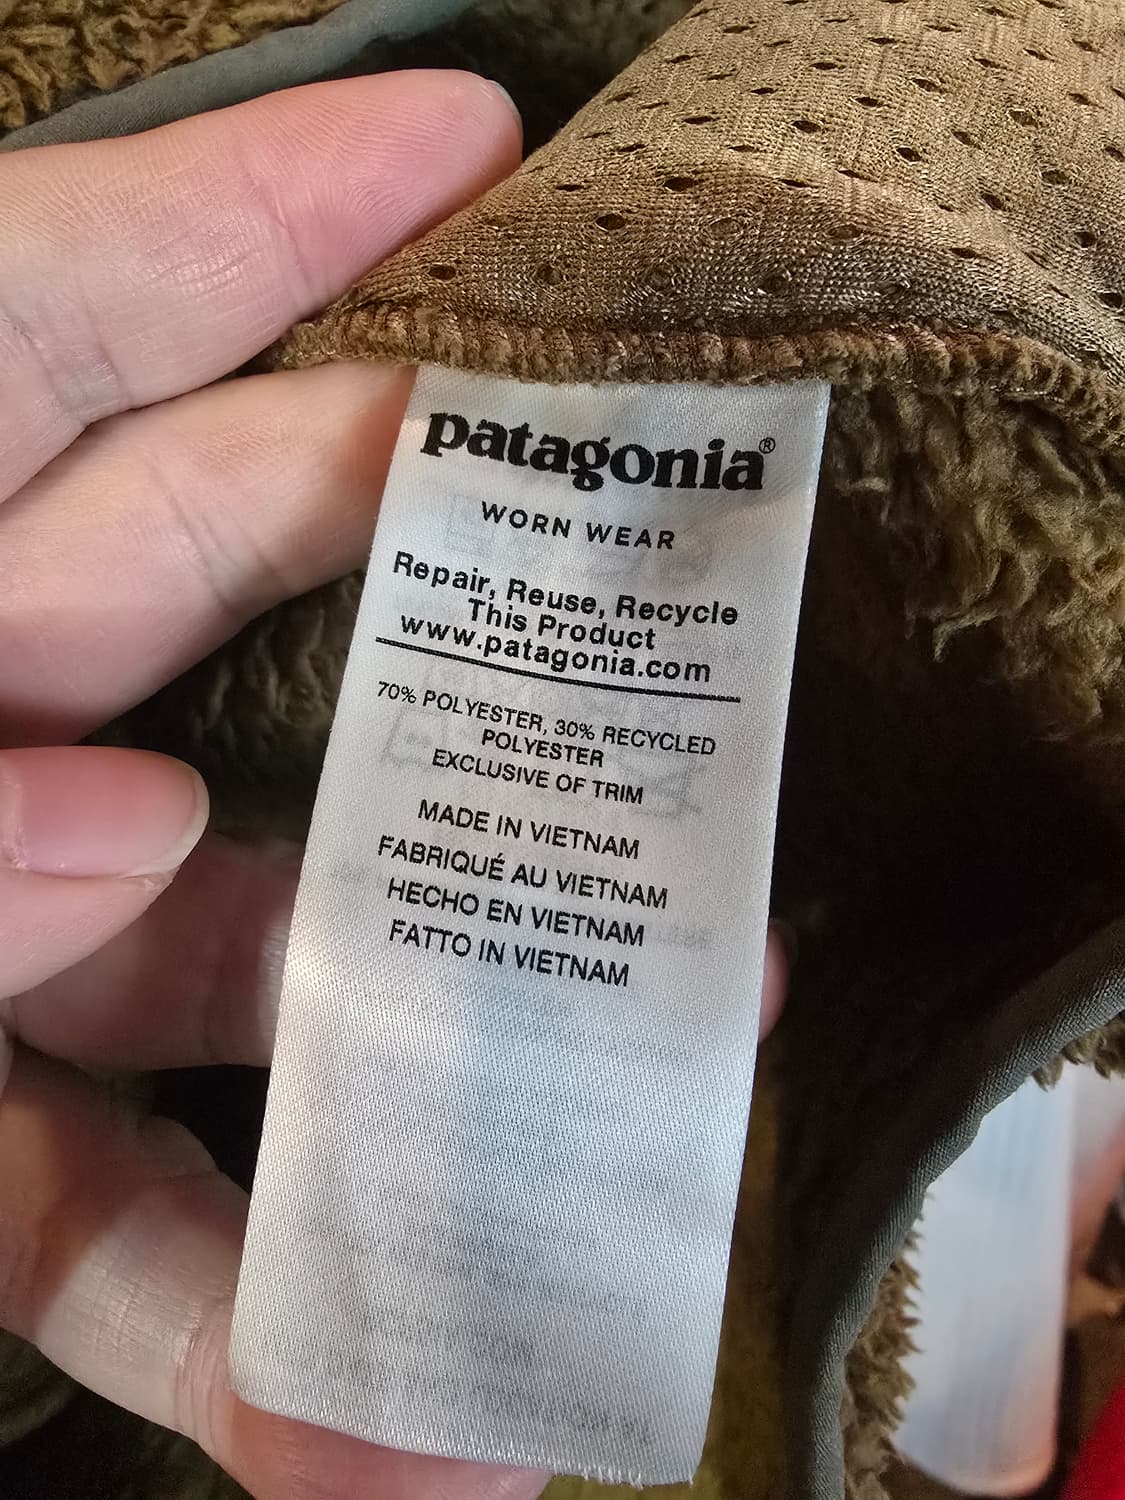 patagonia®
WORN WEAR
Repair, Reuse, Recycle
This Product
www.patagonia.com
70% POLYESTER, 30% RECYCLED
POLYESTER
EXCLUSIVE OF TRIM
MADE IN VIETNAM
FABRIQUÉ AU VIETNAM
HECHO EN VIETNAM
FATTO IN VIETNAM